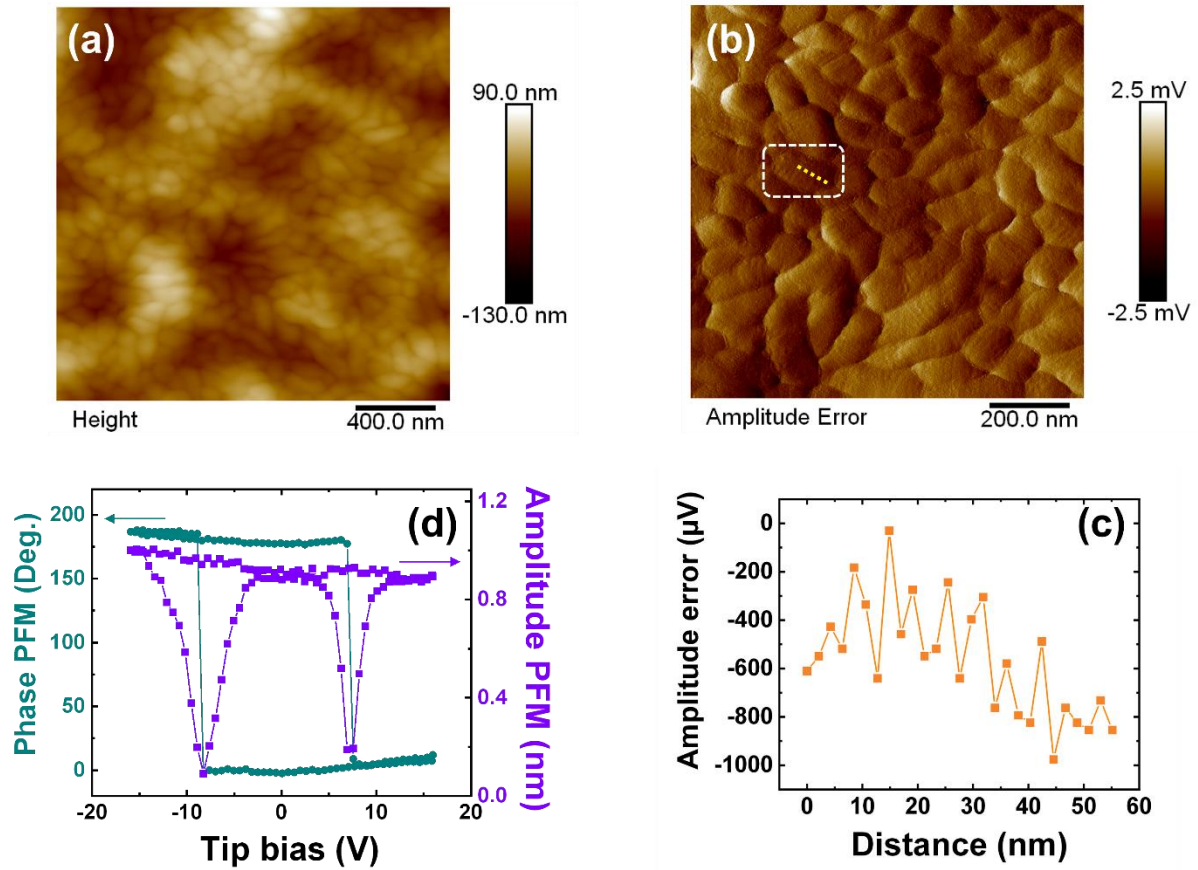 (a)
90.0 nm
-130.0 nm
Height
400.0 nm
(b)
2.5 mV
-2.5 mV
Amplitude Error
200.0 nm
(d)
Phase PFM (Deg.)
200
150
100
50
0
-20
-10
0
10
20
Tip bias (V)
1.2
0.8
0.4
0.0
Amplitude PFM (nm)
(c)
Amplitude error (µV)
0
-200
-400
-600
-800
-1000
0
10
20
30
40
50
60
Distance (nm)